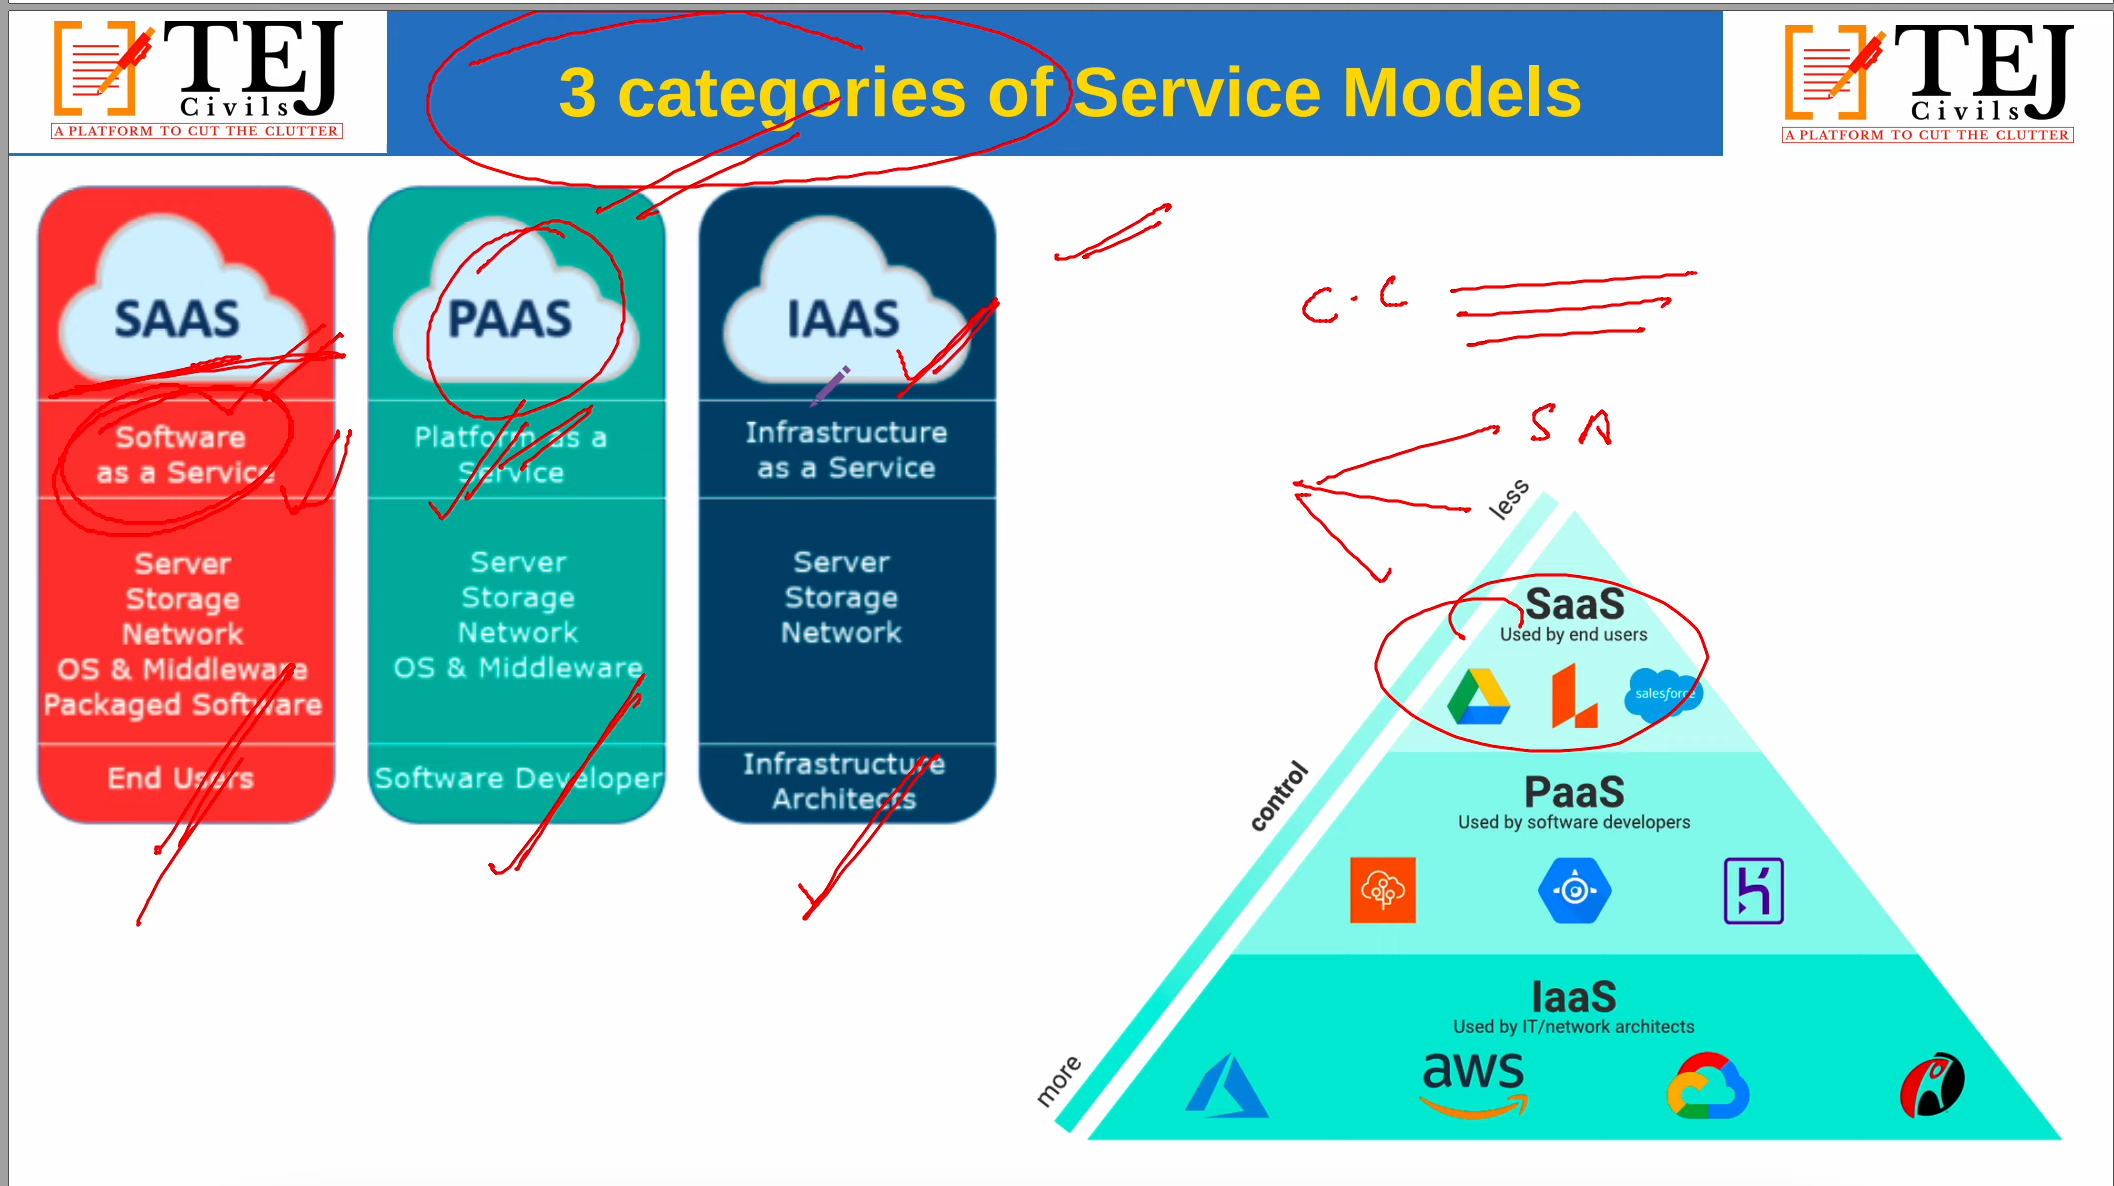 TEJ
Civils
A PLATFORM TO CUT THE CLUTTER
3 categories of Service Models
TEJ
Civils
A PLATFORM TO CUT THE CLUTTER
SAAS
Software
as a Service
Server
Storage
Network
OS & Middleware
Packaged Software
End Users
PAAS
Platform as a
Service
Server
Storage
Network
OS & Middleware
Software Developer
IAAS
Infrastructure
as a Service
Server
Storage
Network
Infrastructure
Architects
C.C
S A
less
control
more
SaaS
Used by end users
salesforce
PaaS
Used by software developers
IaaS
Used by IT/network architects
aws